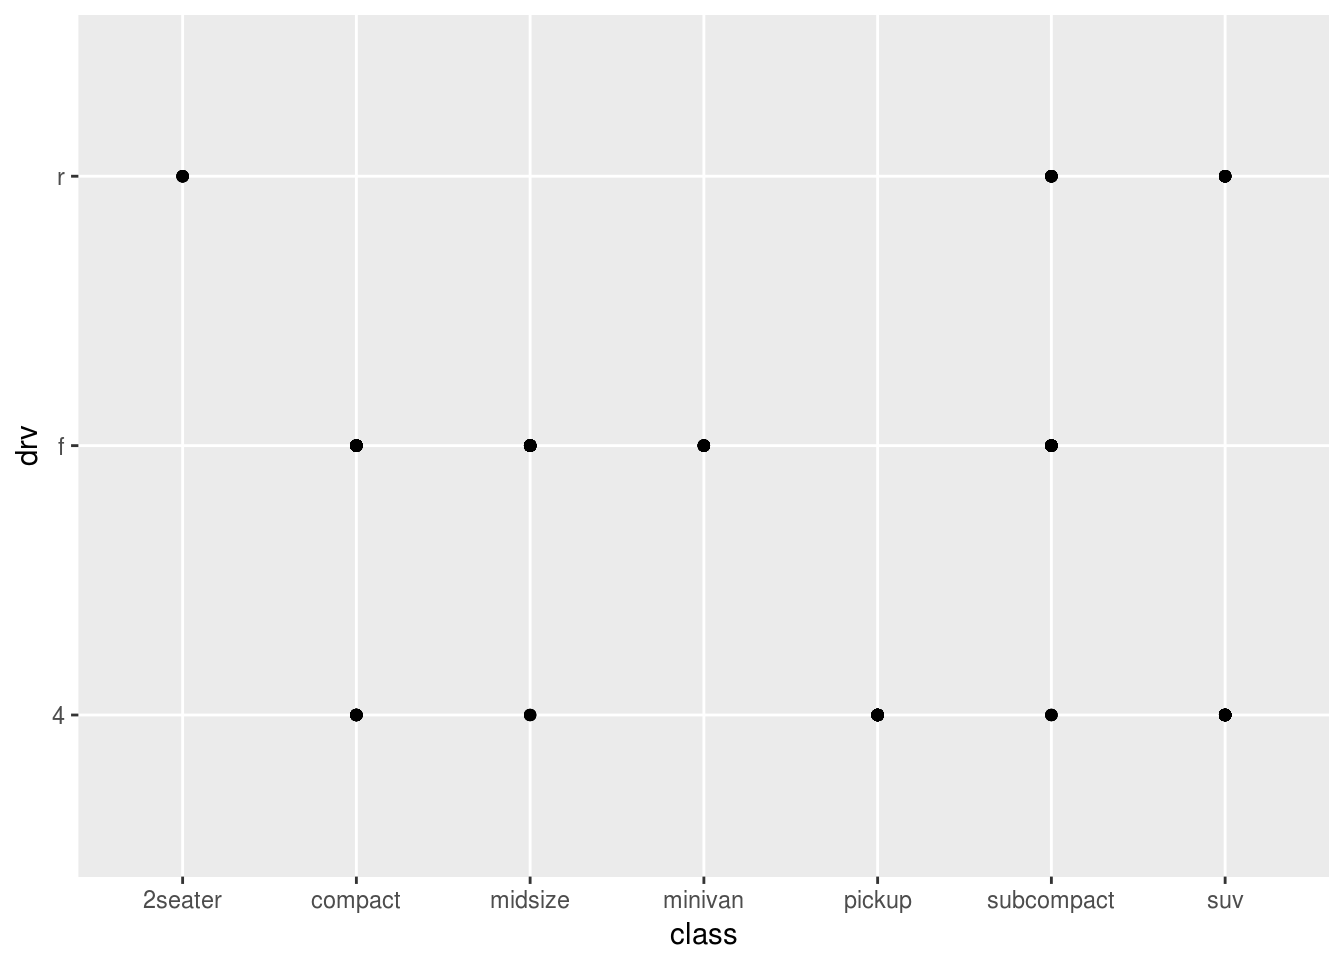 r
f
4
drv
2seater compact midsize minivan pickup subcompact suv
class